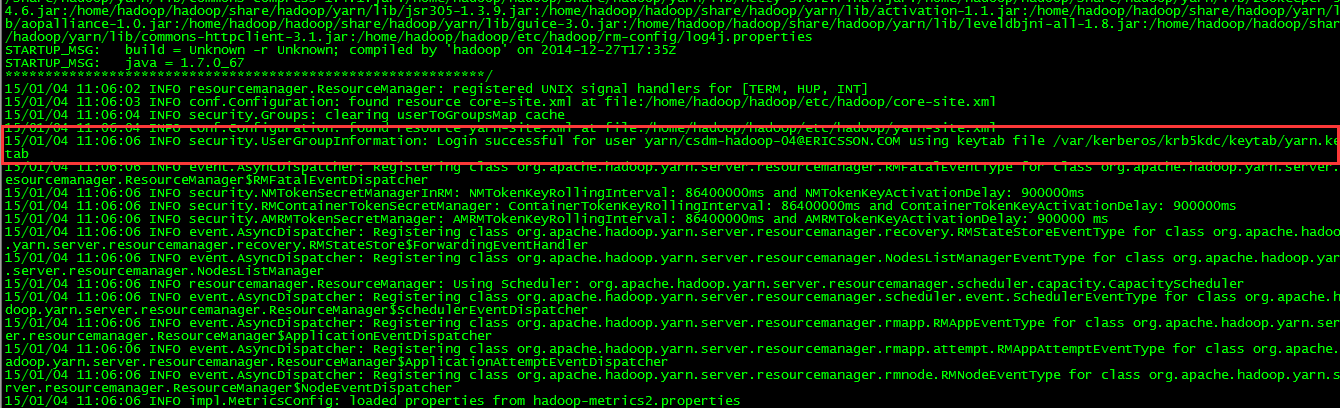 4.6.jar:/home/hadoop/hadoop/share/hadoop/yarn/lib/jsr305-1.3.9.jar:/home/hadoop/hadoop/share/hadoop/yarn/lib/activation-1.1.jar:/home/hadoop/hadoop/share/hadoop/yarn/l
b/aopalliance-1.0.jar:/home/hadoop/hadoop/share/hadoop/yarn/lib/guice-3.0.jar:/home/hadoop/hadoop/share/hadoop/yarn/lib/leveldbjni-all-1.8.jar:/home/hadoop/hadoop/shar
/hadoop/yarn/lib/commons-httpclient-3.1.jar:/home/hadoop/hadoop/etc/hadoop/rm-config/log4j.properties
STARTUP_MSG:   build = Unknown -r Unknown; compiled by 'hadoop' on 2014-12-27T17:35Z
STARTUP_MSG:   java = 1.7.0_67
************************************************************/
15/01/04 11:06:02 INFO resourcemanager.ResourceManager: registered UNIX signal handlers for [TERM, HUP, INT]
15/01/04 11:06:03 INFO conf.Configuration: found resource core-site.xml at file:/home/hadoop/hadoop/etc/hadoop/core-site.xml
15/01/04 11:06:04 INFO security.Groups: clearing userToGroupsMap cache
15/01/04 11:06:04 INFO conf.Configuration: found resource yarn-site.xml at file:/home/hadoop/hadoop/etc/hadoop/yarn-site.xml
15/01/04 11:06:06 INFO security.UserGroupInformation: Login successful for user yarn/csdm-hadoop-04@ERICSSON.COM using keytab file /var/kerberos/krb5kdc/keytab/yarn.ke
tab
15/01/04 11:06:06 INFO event.AsyncDispatcher: Registering class org.apache.hadoop.yarn.server.resourcemanager.RMFatalEventType for class org.apache.hadoop.yarn.server.
esourcemanager.ResourceManager$RMFatalEventDispatcher
15/01/04 11:06:06 INFO security.NMTokenSecretManagerInRM: NMTokenKeyRollingInterval: 86400000ms and NMTokenKeyActivationDelay: 900000ms
15/01/04 11:06:06 INFO security.RMContainerTokenSecretManager: ContainerTokenKeyRollingInterval: 86400000ms and ContainerTokenKeyActivationDelay: 900000ms
15/01/04 11:06:06 INFO security.AMRMTokenSecretManager: AMRMTokenKeyRollingInterval: 86400000ms and AMRMTokenKeyActivationDelay: 900000 ms
15/01/04 11:06:06 INFO event.AsyncDispatcher: Registering class org.apache.hadoop.yarn.server.resourcemanager.recovery.RMStateStoreEventType for class org.apache.hado
.yarn.server.resourcemanager.recovery.RMStateStore$ForwardingEventHandler
15/01/04 11:06:06 INFO event.AsyncDispatcher: Registering class org.apache.hadoop.yarn.server.resourcemanager.NodesListManagerEventType for class org.apache.hadoop.yar
.server.resourcemanager.NodesListManager
15/01/04 11:06:06 INFO resourcemanager.ResourceManager: Using Scheduler: org.apache.hadoop.yarn.server.resourcemanager.scheduler.capacity.CapacityScheduler
15/01/04 11:06:06 INFO event.AsyncDispatcher: Registering class org.apache.hadoop.yarn.server.resourcemanager.scheduler.event.SchedulerEventType for class org.apache.h
doop.yarn.server.resourcemanager.ResourceManager$SchedulerEventDispatcher
15/01/04 11:06:06 INFO event.AsyncDispatcher: Registering class org.apache.hadoop.yarn.server.resourcemanager.rmapp.RMAppEventType for class org.apache.hadoop.yarn.ser
er.resourcemanager.ResourceManager$ApplicationEventDispatcher
15/01/04 11:06:06 INFO event.AsyncDispatcher: Registering class org.apache.hadoop.yarn.server.resourcemanager.rmapp.attempt.RMAppAttemptEventType for class org.apache.
adoop.yarn.server.resourcemanager.ResourceManager$ApplicationAttemptEventDispatcher
15/01/04 11:06:06 INFO event.AsyncDispatcher: Registering class org.apache.hadoop.yarn.server.resourcemanager.rmnode.RMNodeEventType for class org.apache.hadoop.yarn.s
rver.resourcemanager.ResourceManager$NodeEventDispatcher
15/01/04 11:06:06 INFO impl.MetricsConfig: loaded properties from hadoop-metrics2.properties